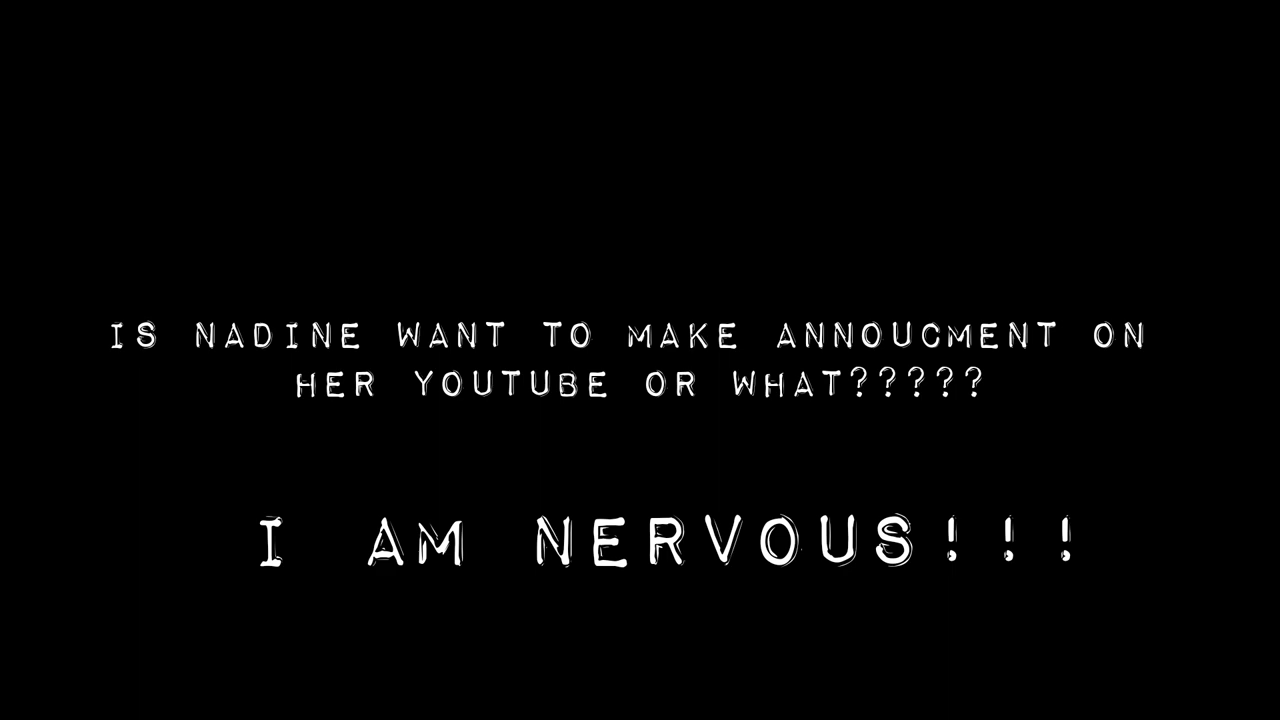 IS NADINE WANT TO MAKE ANNOUCMENT ON
HER YOUTUBE OR WHAT?????
I AM NERVOUS!!!